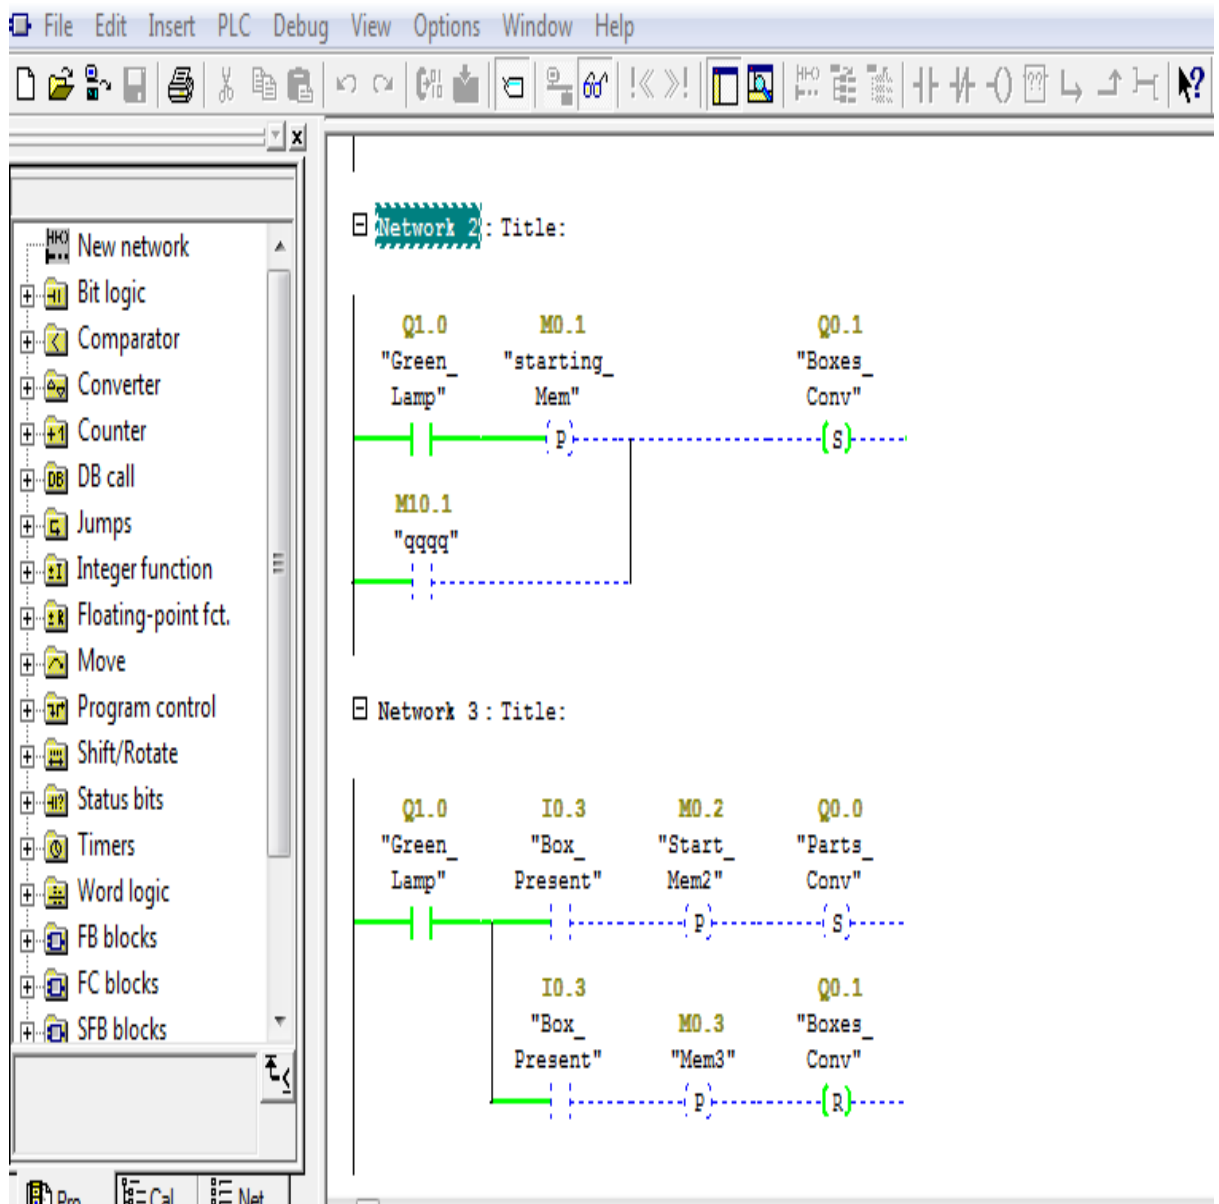 File Edit Insert PLC Debug View Options Window Help
New network
Bit logic
Comparator
Converter
Counter
DB call
Jumps
Integer function
Floating-point fct.
Move
Program control
Shift/Rotate
Status bits
Timers
Word logic
FB blocks
FC blocks
SFB blocks
Pro
Cal
Net
Network 2 : Title:
Q1.0 M0.1 Q0.1
"Green_ "starting_ "Boxes_
Lamp" Mem" Conv"
P S
M10.1
"qqqq"
Network 3 : Title:
Q1.0 I0.3 M0.2 Q0.0
"Green_ "Box_ "Start_ "Parts_
Lamp" Present" Mem2" Conv"
P S
I0.3 Q0.1
"Box_ M0.3 "Boxes_
Present" "Mem3" Conv"
P R